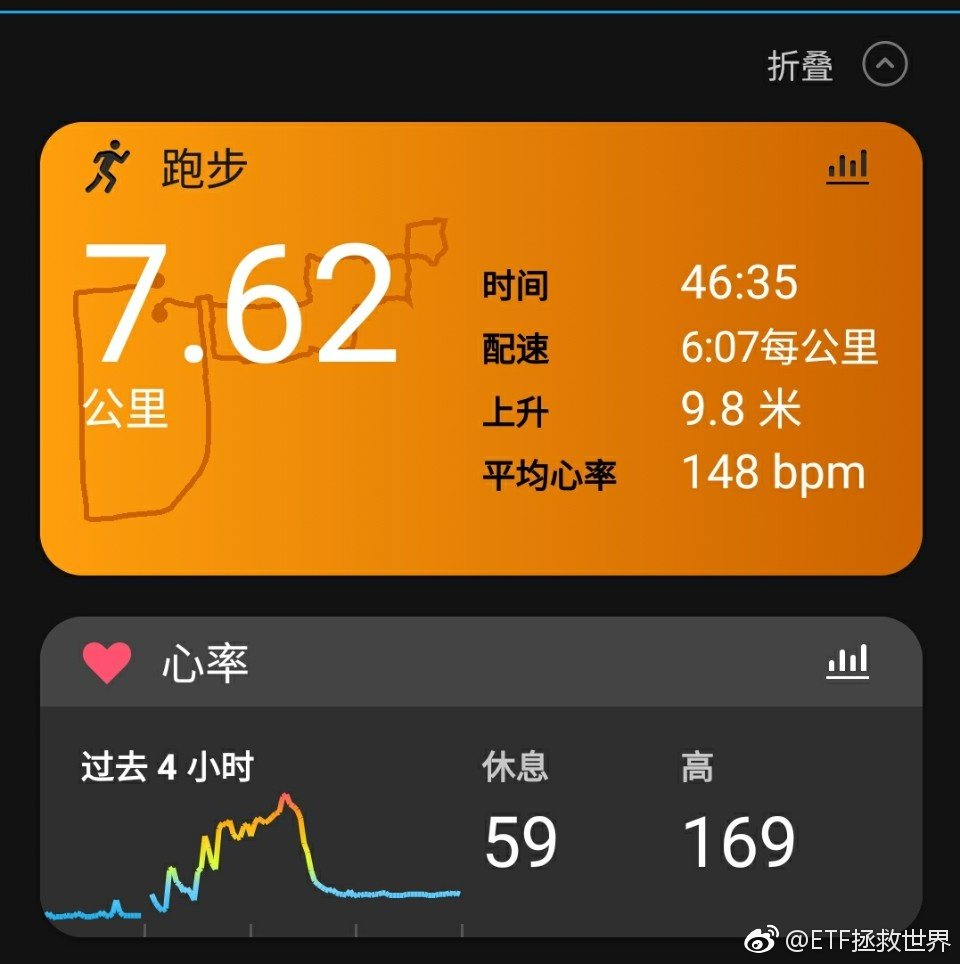 折叠
跑步
7.62
公里
时间 46:35
配速 6:07每公里
上升 9.8 米
平均心率 148 bpm
心率
过去 4 小时 休息 高
59 169
@ETF拯救世界